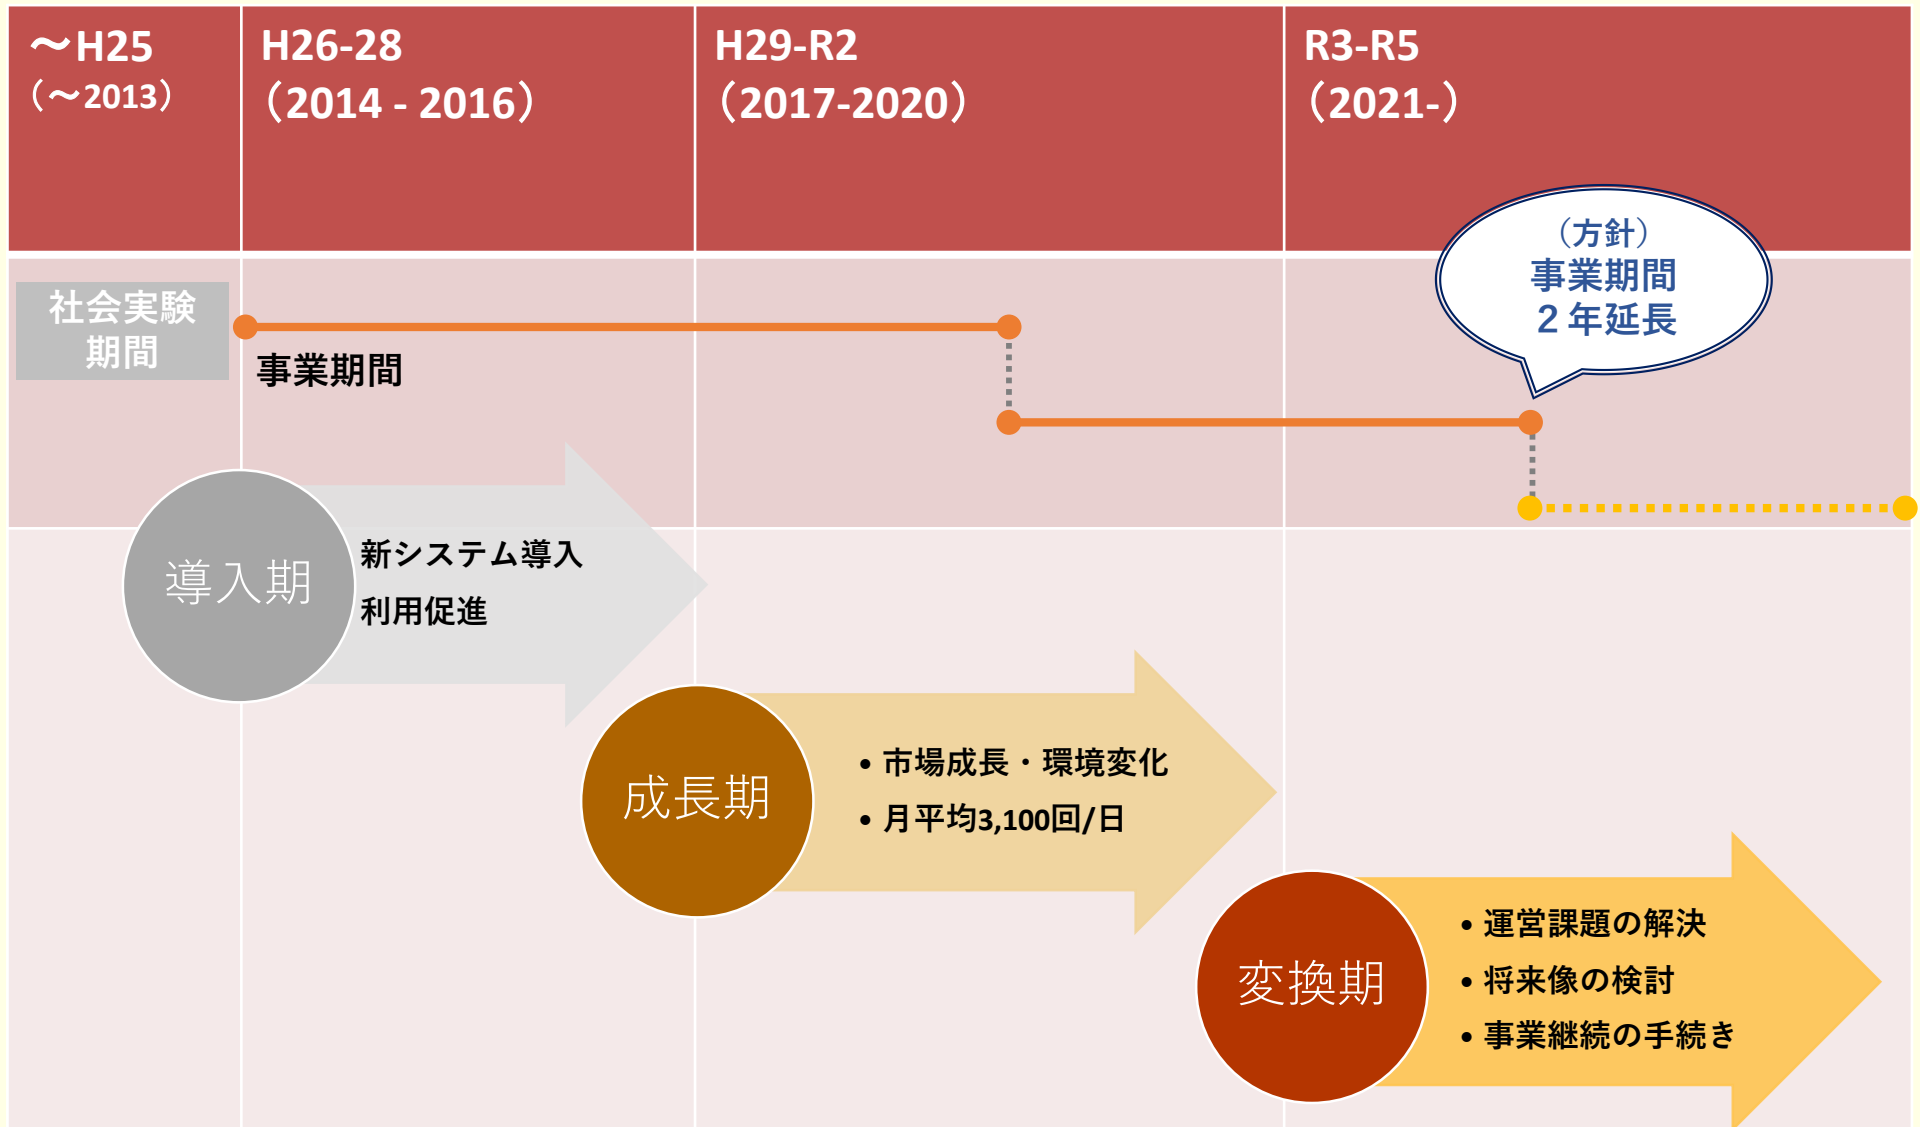 ～H25
（～2013）
H26-28
（2014 - 2016）
H29-R2
（2017-2020）
R3-R5
（2021-）
（方針）
事業期間
２年延長
社会実験
期間
事業期間
導入期
新システム導入
利用促進
成長期
• 市場成長・環境変化
• 月平均3,100回/日
変換期
• 運営課題の解決
• 将来像の検討
• 事業継続の手続き